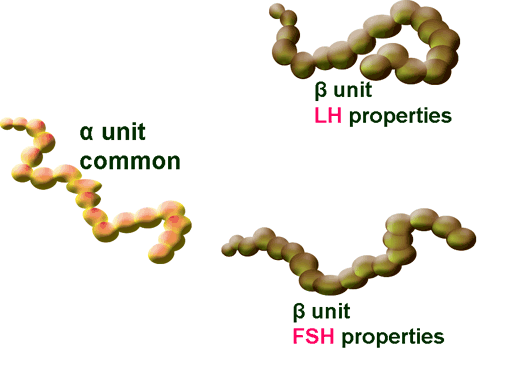 β unit
LH properties
α unit
common
β unit
FSH properties